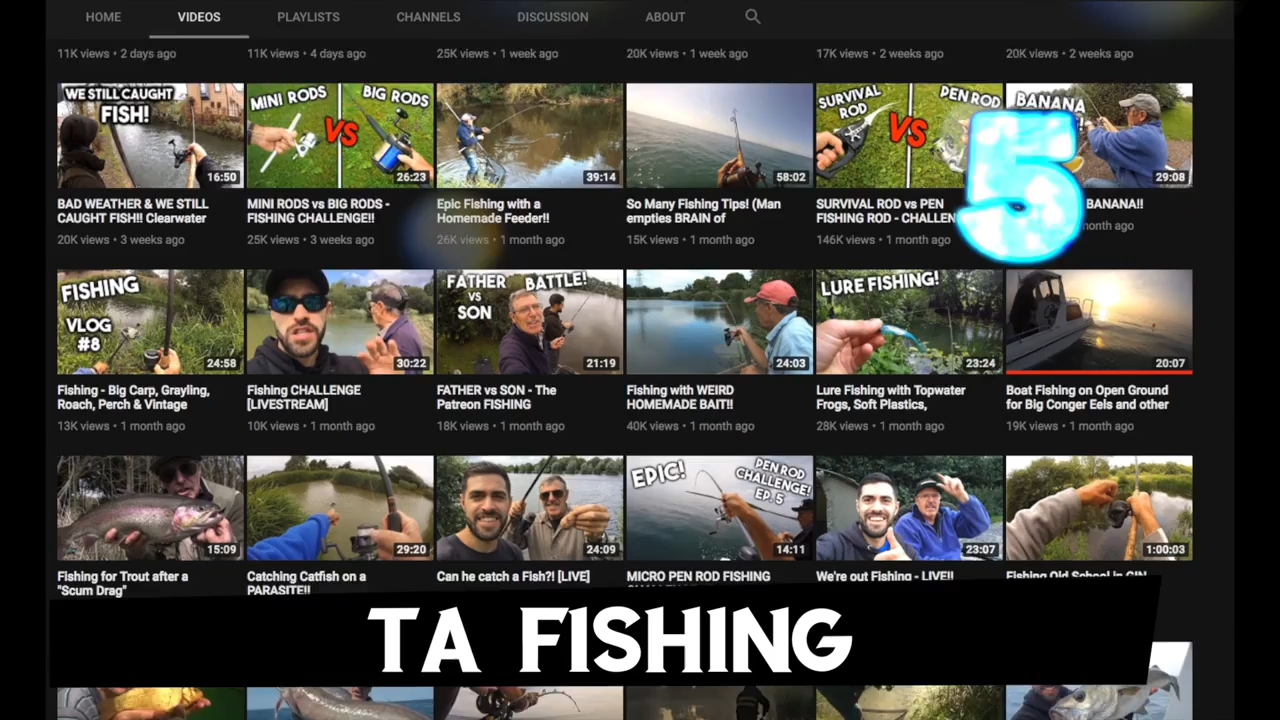 HOME VIDEOS PLAYLISTS CHANNELS DISCUSSION ABOUT
11K views • 2 days ago
11K views • 4 days ago
25K views • 1 week ago
20K views • 1 week ago
17K views • 2 weeks ago
20K views • 2 weeks ago
WE STILL CAUGHT
FISH!
16:50
MINI RODS
VS
BIG RODS
26:23
39:14
58:02
SURVIVAL
ROD
VS
PEN ROD
BANANA
29:08
5
BAD WEATHER & WE STILL
CAUGHT FISH!! Clearwater
20K views • 3 weeks ago
MINI RODS vs BIG RODS -
FISHING CHALLENGE!!
25K views • 3 weeks ago
Epic Fishing with a
Homemade Feeder!!
26K views • 1 month ago
So Many Fishing Tips! (Man
empties BRAIN of
15K views • 1 month ago
SURVIVAL ROD vs PEN
FISHING ROD - CHALLEN
146K views • 1 month ago
BANANA!!
month ago
FISHING
VLOG
#8
24:58
30:22
FATHER
VS
SON
BATTLE!
21:19
24:03
LURE FISHING!
23:24
20:07
Fishing - Big Carp, Grayling,
Roach, Perch & Vintage
13K views • 1 month ago
Fishing CHALLENGE
[LIVESTREAM]
10K views • 1 month ago
FATHER vs SON - The
Patreon FISHING
18K views • 1 month ago
Fishing with WEIRD
HOMEMADE BAIT!!
40K views • 1 month ago
Lure Fishing with Topwater
Frogs, Soft Plastics,
28K views • 1 month ago
Boat Fishing on Open Ground
for Big Conger Eels and other
19K views • 1 month ago
15:09
29:20
24:09
EPIC!
PEN ROD
CHALLENGE!
EP. 5
14:11
23:07
1:00:03
Fishing for Trout after a
"Scum Drag"
Catching Catfish on a
PARASITE!!
Can he catch a Fish?! [LIVE]
MICRO PEN ROD FISHING
We're out Fishing - LIVE!!
Fishing Old School in
TA FISHING